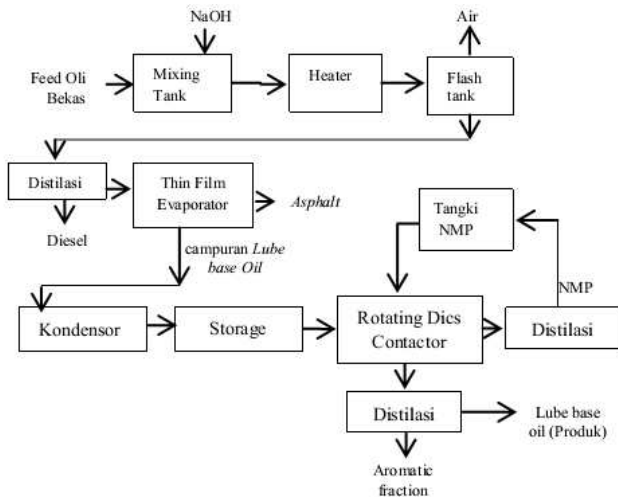 NaOH
Air
Feed Oli
Bekas
Mixing
Tank
Heater
Flash
tank
Distilasi
Thin Film
Evaporator
Asphalt
Tangki
NMP
Diesel
campuran Lube
base Oil
NMP
Kondensor
Storage
Rotating Dics
Contactor
Distilasi
Distilasi
Lube base
oil (Produk)
Aromatic
fraction